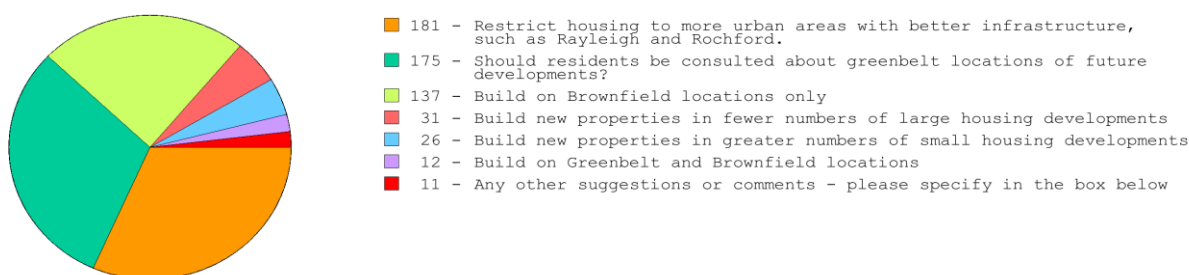 181 - Restrict housing to more urban areas with better infrastructure,
such as Rayleigh and Rochford.
175 - Should residents be consulted about greenbelt locations of future
developments?
137 - Build on Brownfield locations only
31 - Build new properties in fewer numbers of large housing developments
26 - Build new properties in greater numbers of small housing developments
12 - Build on Greenbelt and Brownfield locations
11 - Any other suggestions or comments - please specify in the box below